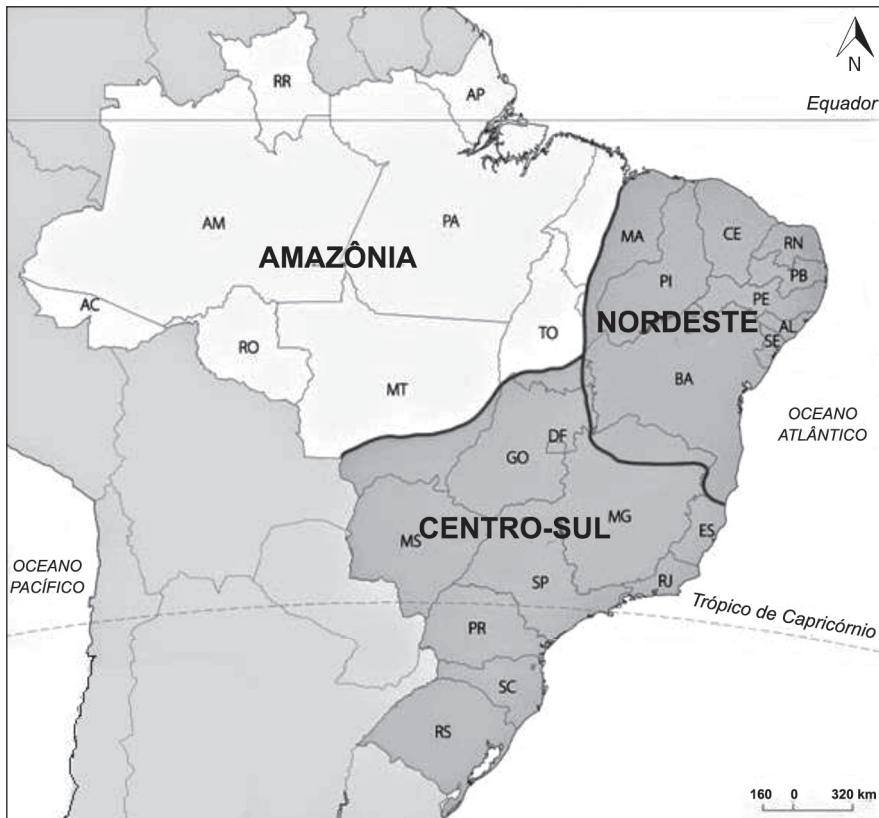 N
RR
AP
Equador
AM
PA
AMAZÔNIA
MA
CE
RN
PB
PI
PE
AC
RO
TO
NORDESTE
AL
SE
MT
BA
OCEANO
ATLÂNTICO
DF
GO
CENTRO-SUL
MG
MS
ES
OCEANO
PACÍFICO
SP
RJ
Trópico de Capricórnio
PR
SC
RS
160 0 320 km